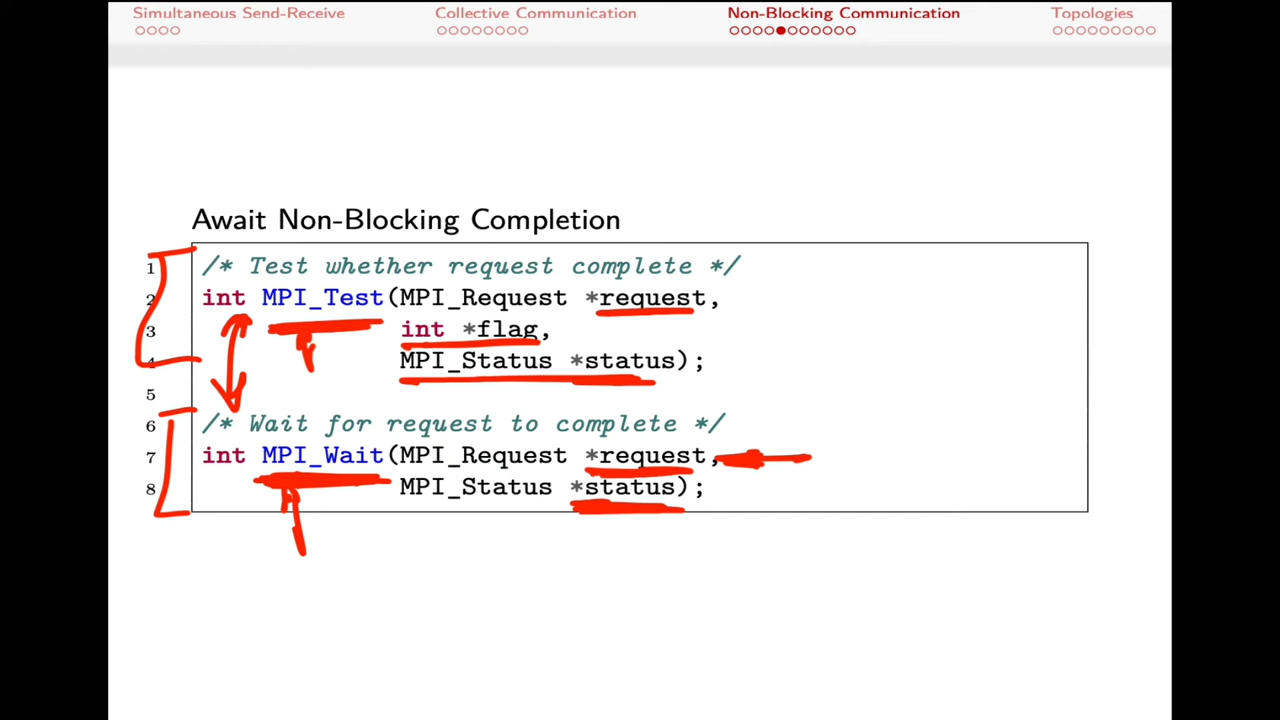 Simultaneous Send-Receive Collective Communication Non-Blocking Communication Topologies
Await Non-Blocking Completion
1 /* Test whether request complete */
2 int MPI_Test(MPI_Request *request,
3 int *flag,
4 MPI_Status *status);
5
6 /* Wait for request to complete */
7 int MPI_Wait(MPI_Request *request,
8 MPI_Status *status);